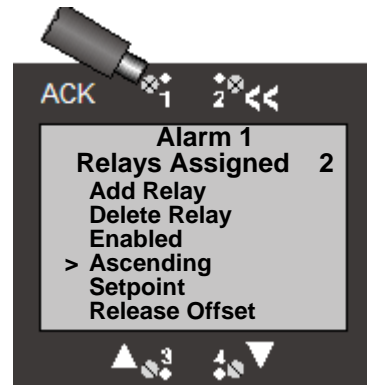 ACK 1 2 <<
Alarm 1
Relays Assigned 2
Add Relay
Delete Relay
Enabled
> Ascending
Setpoint
Release Offset
3 4